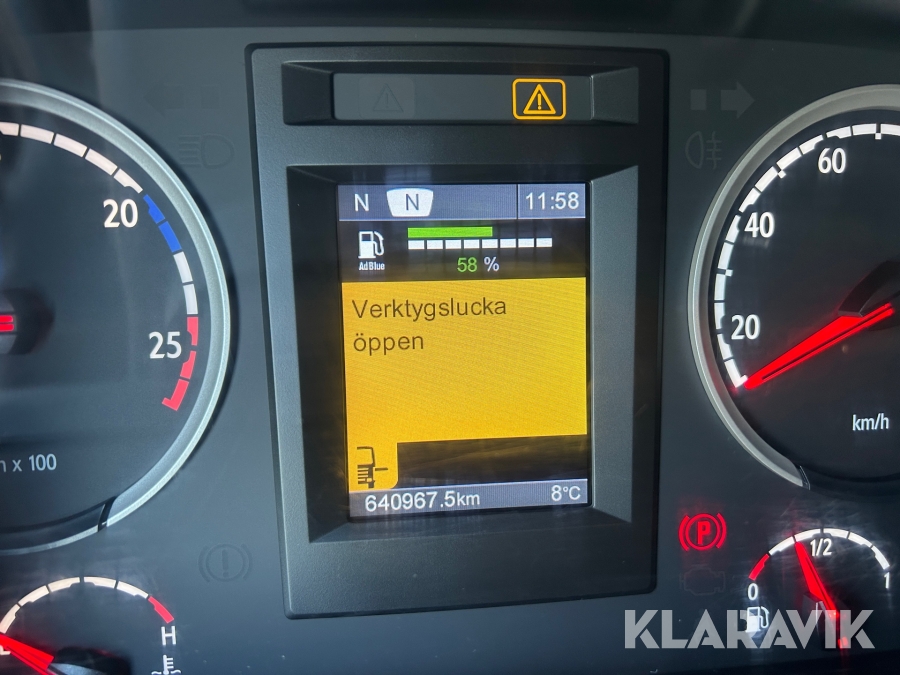 N N 11:58
AdBlue
58 %
Verktygslucka
öppen
640967.5km 8°C
20
25
x 100
60
40
20
km/h
P
H
0 1/2 1
KLARAVIK